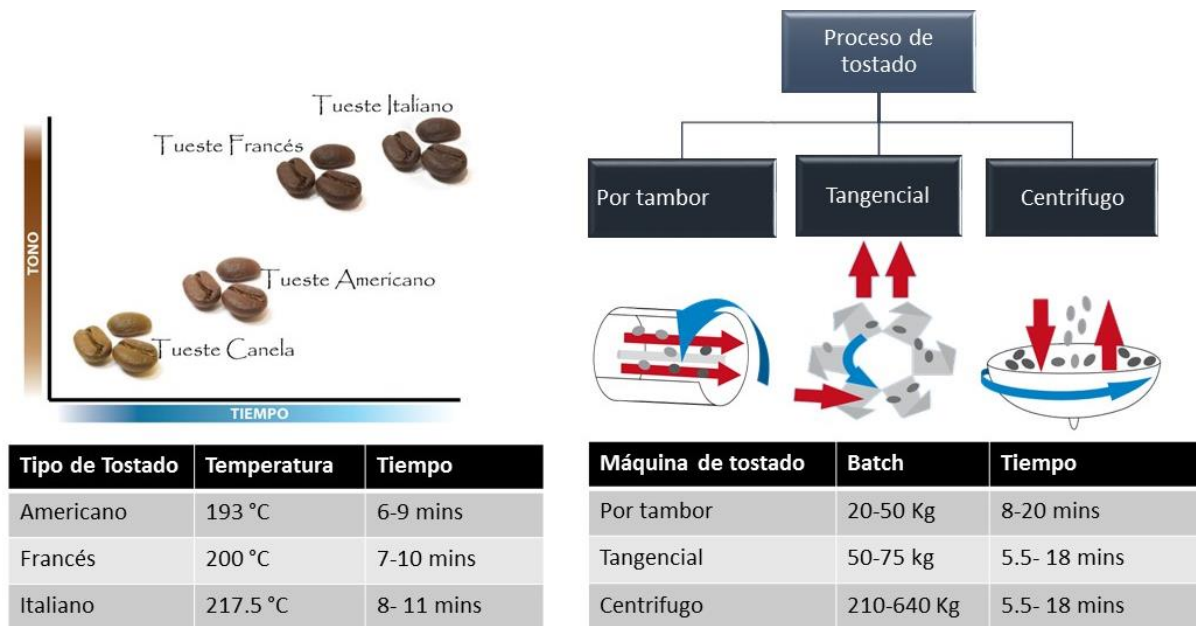 Tueste Italiano
Tueste Francés
Tueste Americano
Tueste Canela
TONO
TIEMPO
Tipo de Tostado Temperatura Tiempo
Americano 193 °C 6-9 mins
Francés 200 °C 7-10 mins
Italiano 217.5 °C 8- 11 mins
Proceso de
tostado
Por tambor
Tangencial
Centrifugo
Máquina de tostado Batch Tiempo
Por tambor 20-50 Kg 8-20 mins
Tangencial 50-75 kg 5.5- 18 mins
Centrifugo 210-640 Kg 5.5- 18 mins